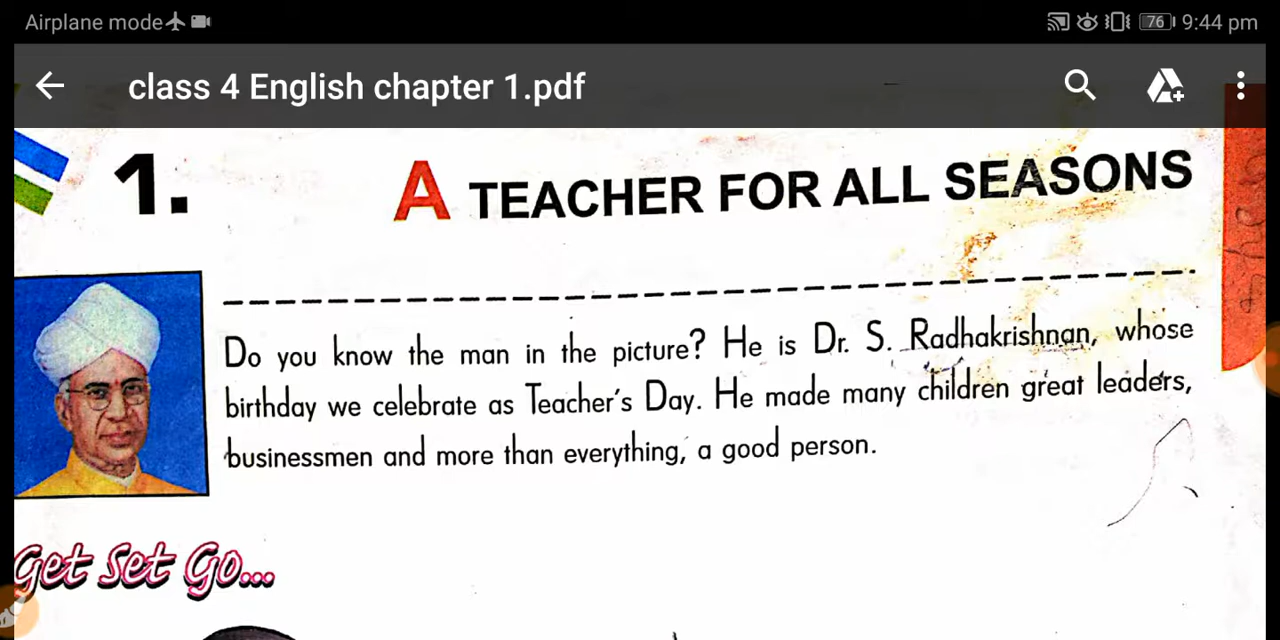 Airplane mode 76 9:44 pm
class 4 English chapter 1.pdf
1. A TEACHER FOR ALL SEASONS
Do you know the man in the picture? He is Dr. S. Radhakrishnan, whose
birthday we celebrate as Teacher's Day. He made many children great leaders,
businessmen and more than everything, a good person.
Get Set Go...